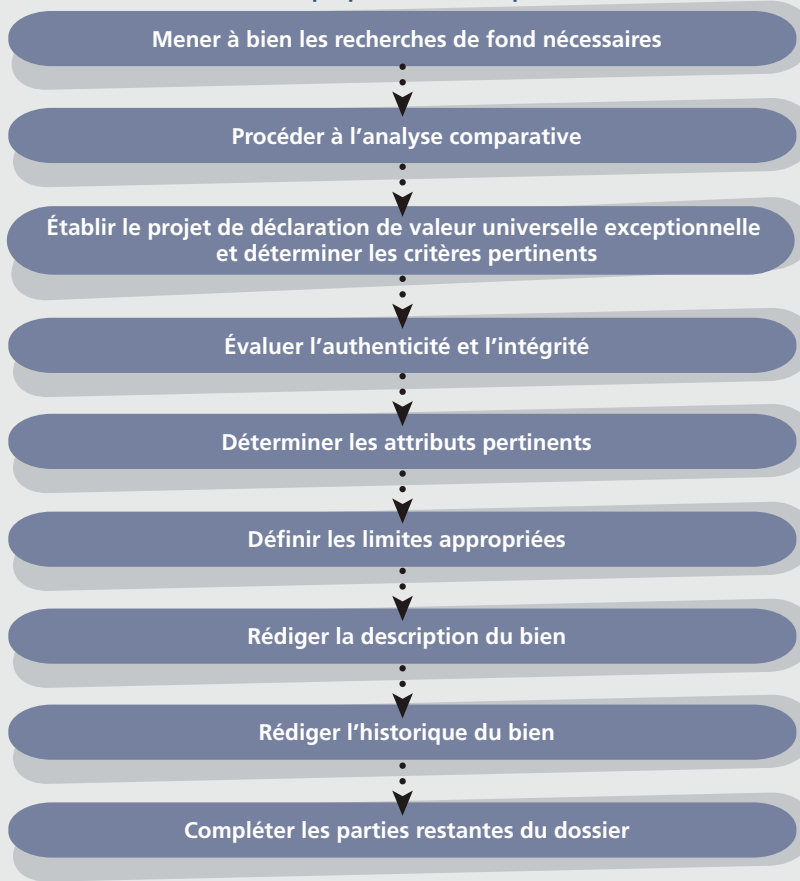 Mener à bien les recherches de fond nécessaires
Procéder à l’analyse comparative
Établir le projet de déclaration de valeur universelle exceptionnelle
et déterminer les critères pertinents
Évaluer l’authenticité et l’intégrité
Déterminer les attributs pertinents
Définir les limites appropriées
Rédiger la description du bien
Rédiger l’historique du bien
Compléter les parties restantes du dossier